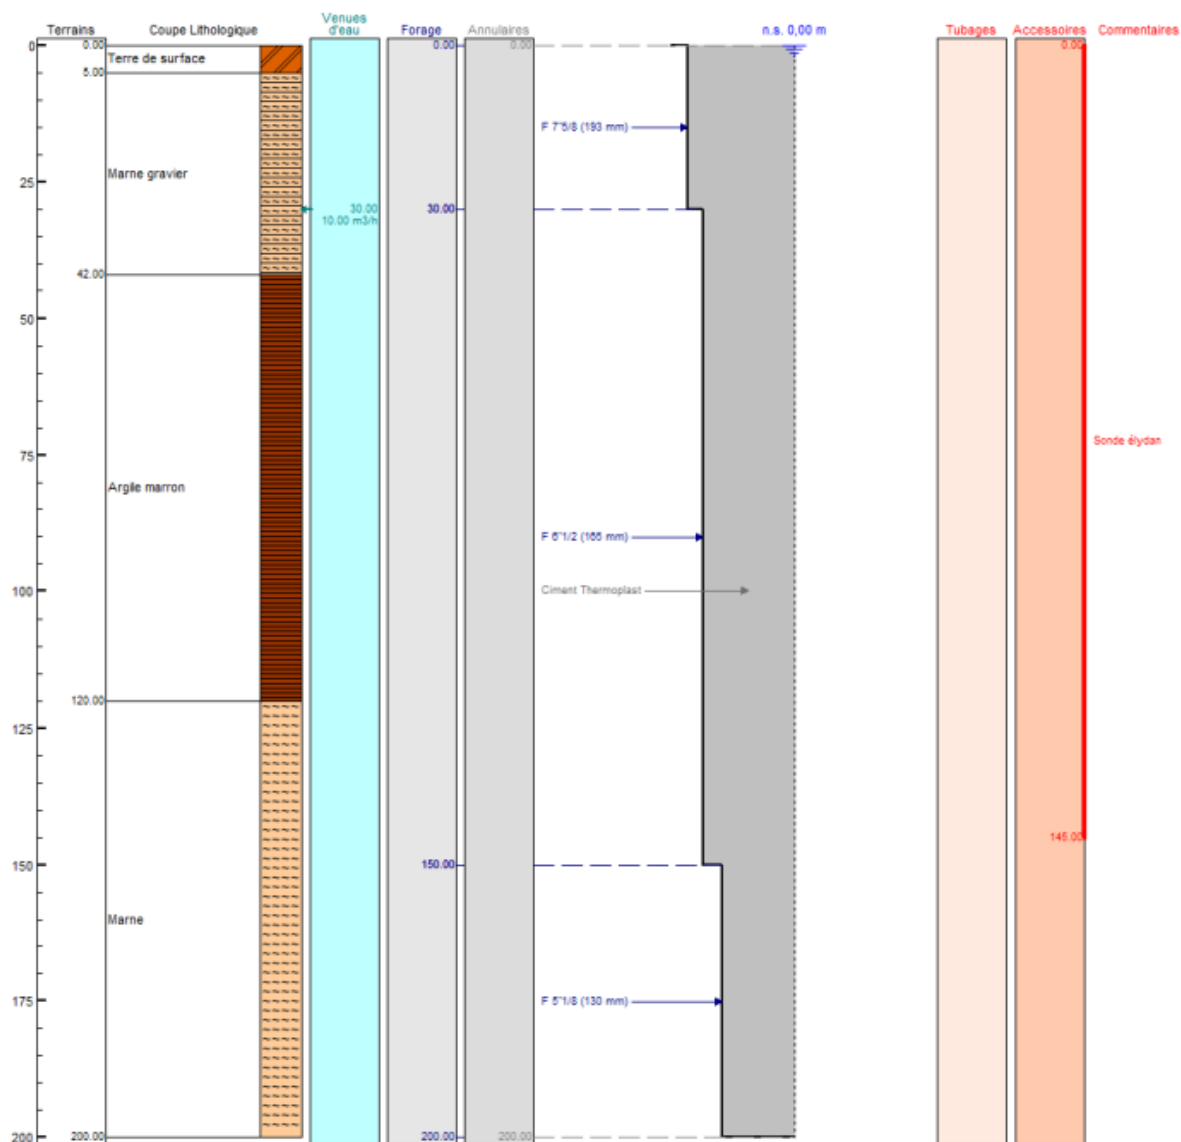 Terrains
Coupe Lithologique
Venues
d'eau
Forage
Annulaires
n.s. 0,00 m
Tubages
Accessoires
Commentaires
0
0.00
0.00
0.00
0.00
Terre de surface
5.00
F 7"5/8 (193 mm)
Marne gravier
25
30.00
10.00 m3/h
30.00
42.00
50
75
Sonde élydan
Argile marron
F 6"1/2 (165 mm)
100
Ciment Thermoplast
120.00
125
145.00
150
150.00
Marne
175
F 5"1/8 (130 mm)
200
200.00
200.00
200.00